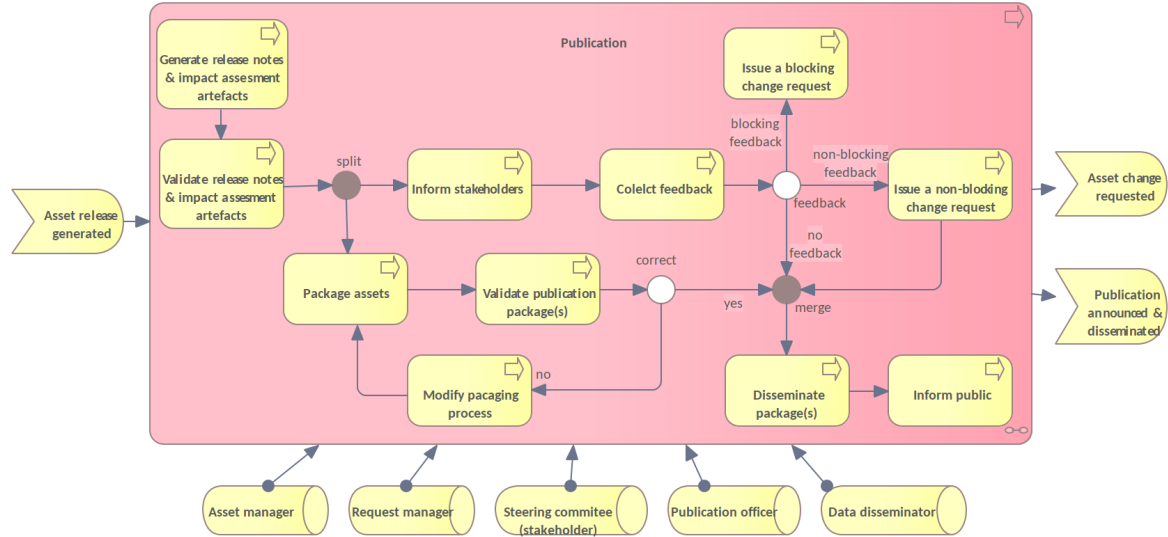 Publication
Generate release notes
& impact assesment
artefacts
Issue a blocking
change request
blocking
feedback
split
non-blocking
feedback
Validate release notes
& impact assesment
artefacts
Inform stakeholders
Colelct feedback
feedback
Issue a non-blocking
change request
Asset change
requested
Asset release
generated
no
feedback
correct
Package assets
Validate publication
package(s)
yes
merge
Publication
announced &
disseminated
no
Modify pacaging
process
Disseminate
package(s)
Inform public
Asset manager
Request manager
Steering commitee
(stakeholder)
Publication officer
Data disseminator